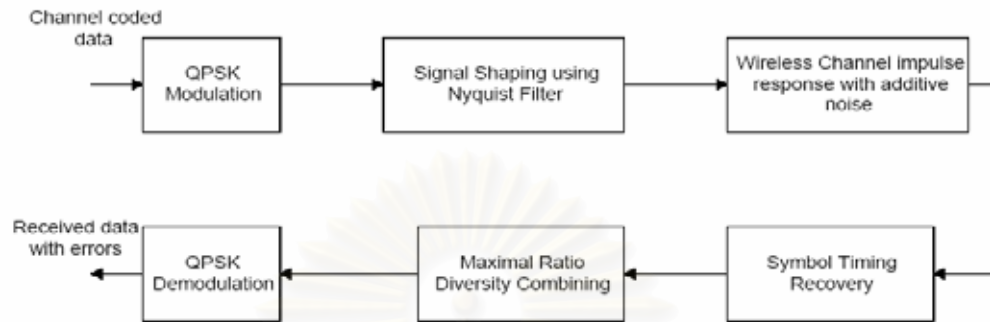 Channel coded
data
QPSK
Modulation
Signal Shaping using
Nyquist Filter
Wireless Channel impulse
response with additive
noise
Received data
with errors
QPSK
Demodulation
Maximal Ratio
Diversity Combining
Symbol Timing
Recovery